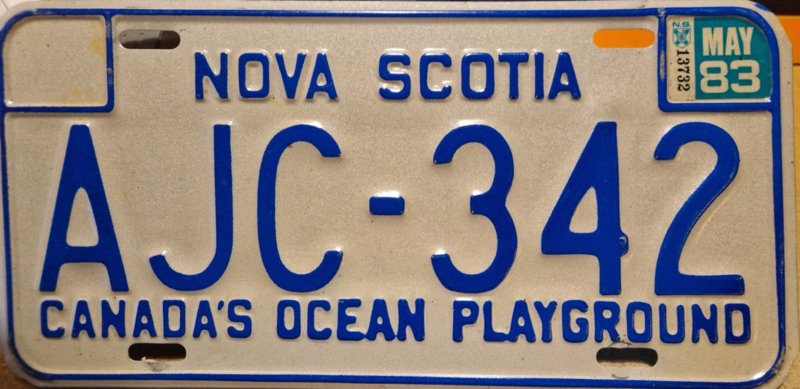 NOVA SCOTIA
N.S.
13732
MAY
83
AJC-342
CANADA'S OCEAN PLAYGROUND